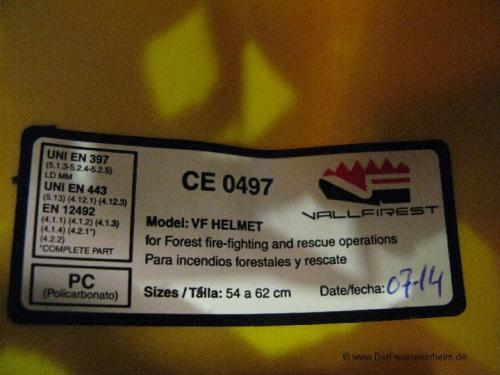 UNI EN 397
(5.1.3-5.2.4-5.2.5)
LD MM
UNI EN 443
(5.13) (4.12.1) (4.12.3)
EN 12492
(4.1.1) (4.1.2) (4.1.3)
(4.1.4) (4.2.1*)
(4.2.2)
*COMPLETE PART
PC
(Policarbonato)
CE 0497
VF
VALLFIREST
Model: VF HELMET
for Forest fire-fighting and rescue operations
Para incendios forestales y rescate
Sizes / Talla: 54 a 62 cm
Date/fecha: 07-14
© www.DerFeuerwehrhelm.de